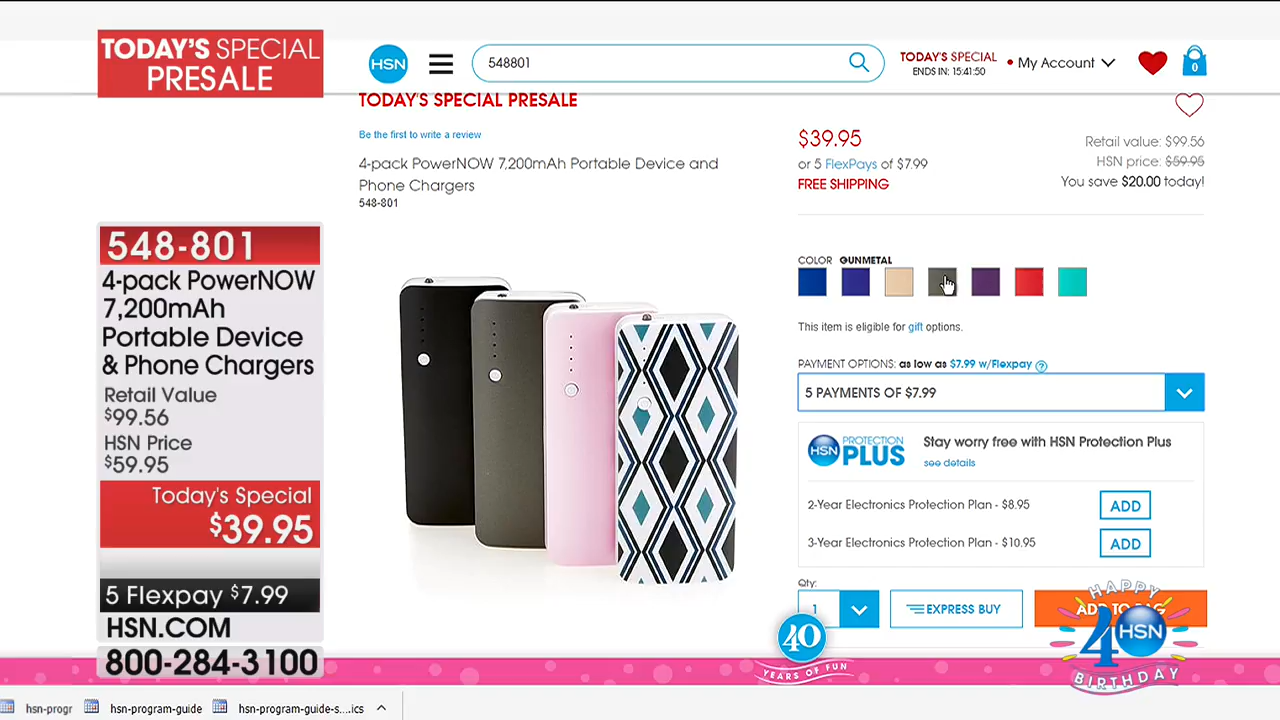 TODAY'S SPECIAL
PRESALE
HSN
548801
TODAY'S SPECIAL
ENDS IN: 15:41:50
My Account
0
TODAY'S SPECIAL PRESALE
Be the first to write a review
4-pack PowerNOW 7,200mAh Portable Device and
Phone Chargers
548-801
$39.95
or 5 FlexPays of $7.99
FREE SHIPPING
Retail value: $99.56
HSN price: $59.95
You save $20.00 today!
COLOR GUNMETAL
This item is eligible for gift options.
PAYMENT OPTIONS: as low as $7.99 w/Flexpay ?
5 PAYMENTS OF $7.99
HSN PROTECTION PLUS
Stay worry free with HSN Protection Plus
see details
2-Year Electronics Protection Plan - $8.95
ADD
3-Year Electronics Protection Plan - $10.95
ADD
Qty:
1
EXPRESS BUY
ADD TO BAG
548-801
4-pack PowerNOW
7,200mAh
Portable Device
& Phone Chargers
Retail Value
$99.56
HSN Price
$59.95
Today's Special
$39.95
5 Flexpay $7.99
HSN.COM
800-284-3100
40
YEARS OF FUN
HAPPY
40 HSN
BIRTHDAY
hsn-progr
hsn-program-guide
hsn-program-guide-s....ics